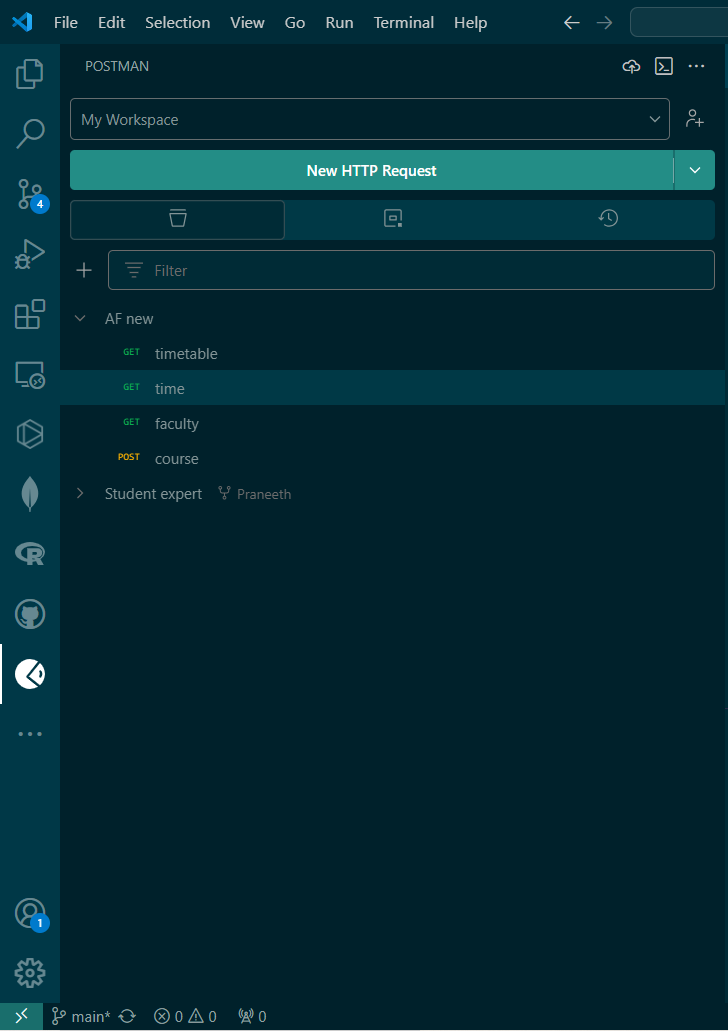 File Edit Selection View Go Run Terminal Help
POSTMAN
My Workspace
New HTTP Request
Filter
AF new
GET timetable
GET time
GET faculty
POST course
Student expert Praneeth
4
R
1
main* 0 0 0